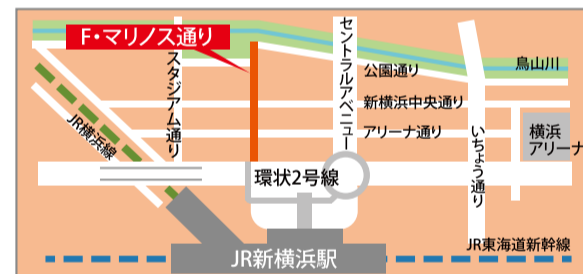 F・マリノス通り
スタジアム通り
セントラルアベニュー
公園通り
鳥山川
新横浜中央通り
アリーナ通り
いちょう通り
横浜
アリーナ
JR横浜線
環状2号線
JR東海道新幹線
JR新横浜駅